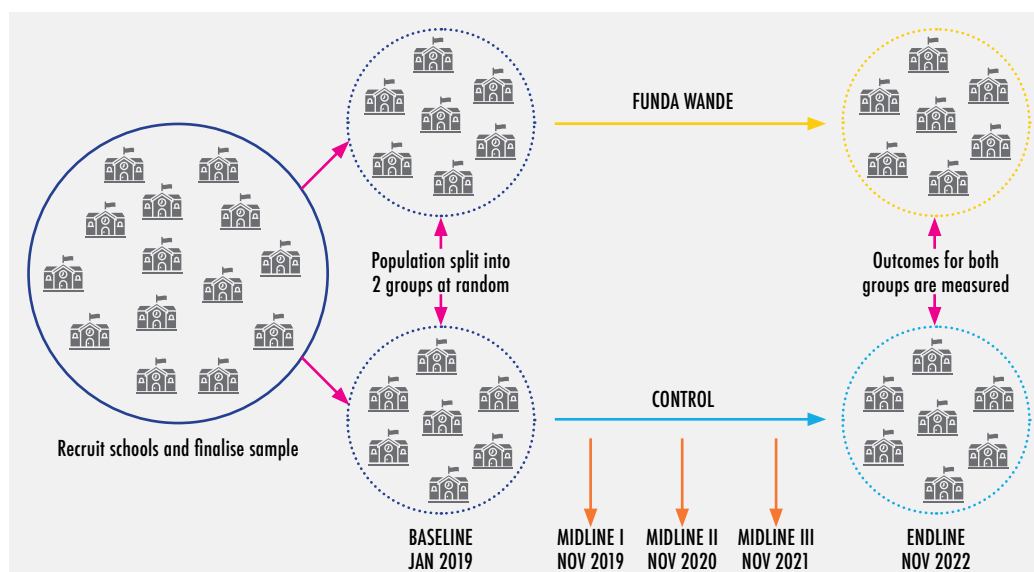 FUNDA WANDE
Population split into
2 groups at random
Outcomes for both
groups are measured
Recruit schools and finalise sample
CONTROL
BASELINE
JAN 2019
MIDLINE I
NOV 2019
MIDLINE II
NOV 2020
MIDLINE III
NOV 2021
ENDLINE
NOV 2022